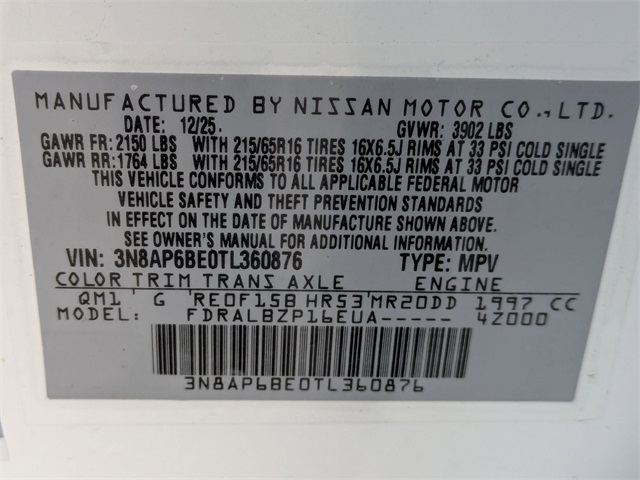 MANUFACTURED BY NISSAN MOTOR CO., LTD.
DATE: 12/25. GVWR: 3902 LBS
GAWR FR: 2150 LBS WITH 215/65R16 TIRES 16X6.5J RIMS AT 33 PSI COLD SINGLE
GAWR RR: 1764 LBS WITH 215/65R16 TIRES 16X6.5J RIMS AT 33 PSI COLD SINGLE
THIS VEHICLE CONFORMS TO ALL APPLICABLE FEDERAL MOTOR
VEHICLE SAFETY AND THEFT PREVENTION STANDARDS
IN EFFECT ON THE DATE OF MANUFACTURE SHOWN ABOVE.
SEE OWNER'S MANUAL FOR ADDITIONAL INFORMATION.
VIN: 3N8AP6BE0TL360876 TYPE: MPV
COLOR TRIM TRANS AXLE ENGINE
QM1 G RE0F15B HR53 MR20DD 1997 CC
MODEL: FDRALBZP16EUA----- 4Z000
3N8AP6BE0TL360876